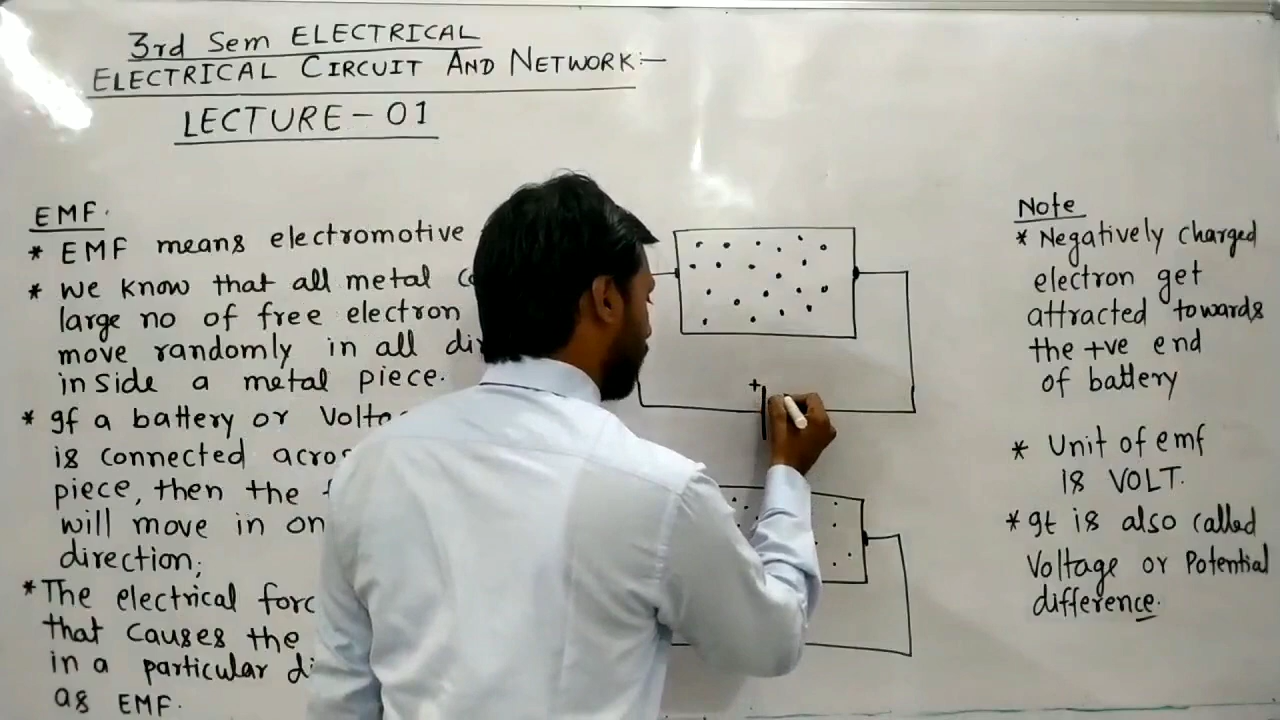 3rd Sem ELECTRICAL
ELECTRICAL CIRCUIT AND NETWORK:-
LECTURE-01
EMF.
* EMF means electromotive
* we know that all metal
large no of free electron
move randomly in all
inside a metal piece.
* If a battery or
is connected
piece, then the
will move in
direction;
* The electrical
that causes the
in a particular
as EMF.
+
Note
* Negatively charged
electron get
attracted towards
the +ve end
of battery
* Unit of emf
is VOLT.
* It is also called
Voltage or Potential
difference.